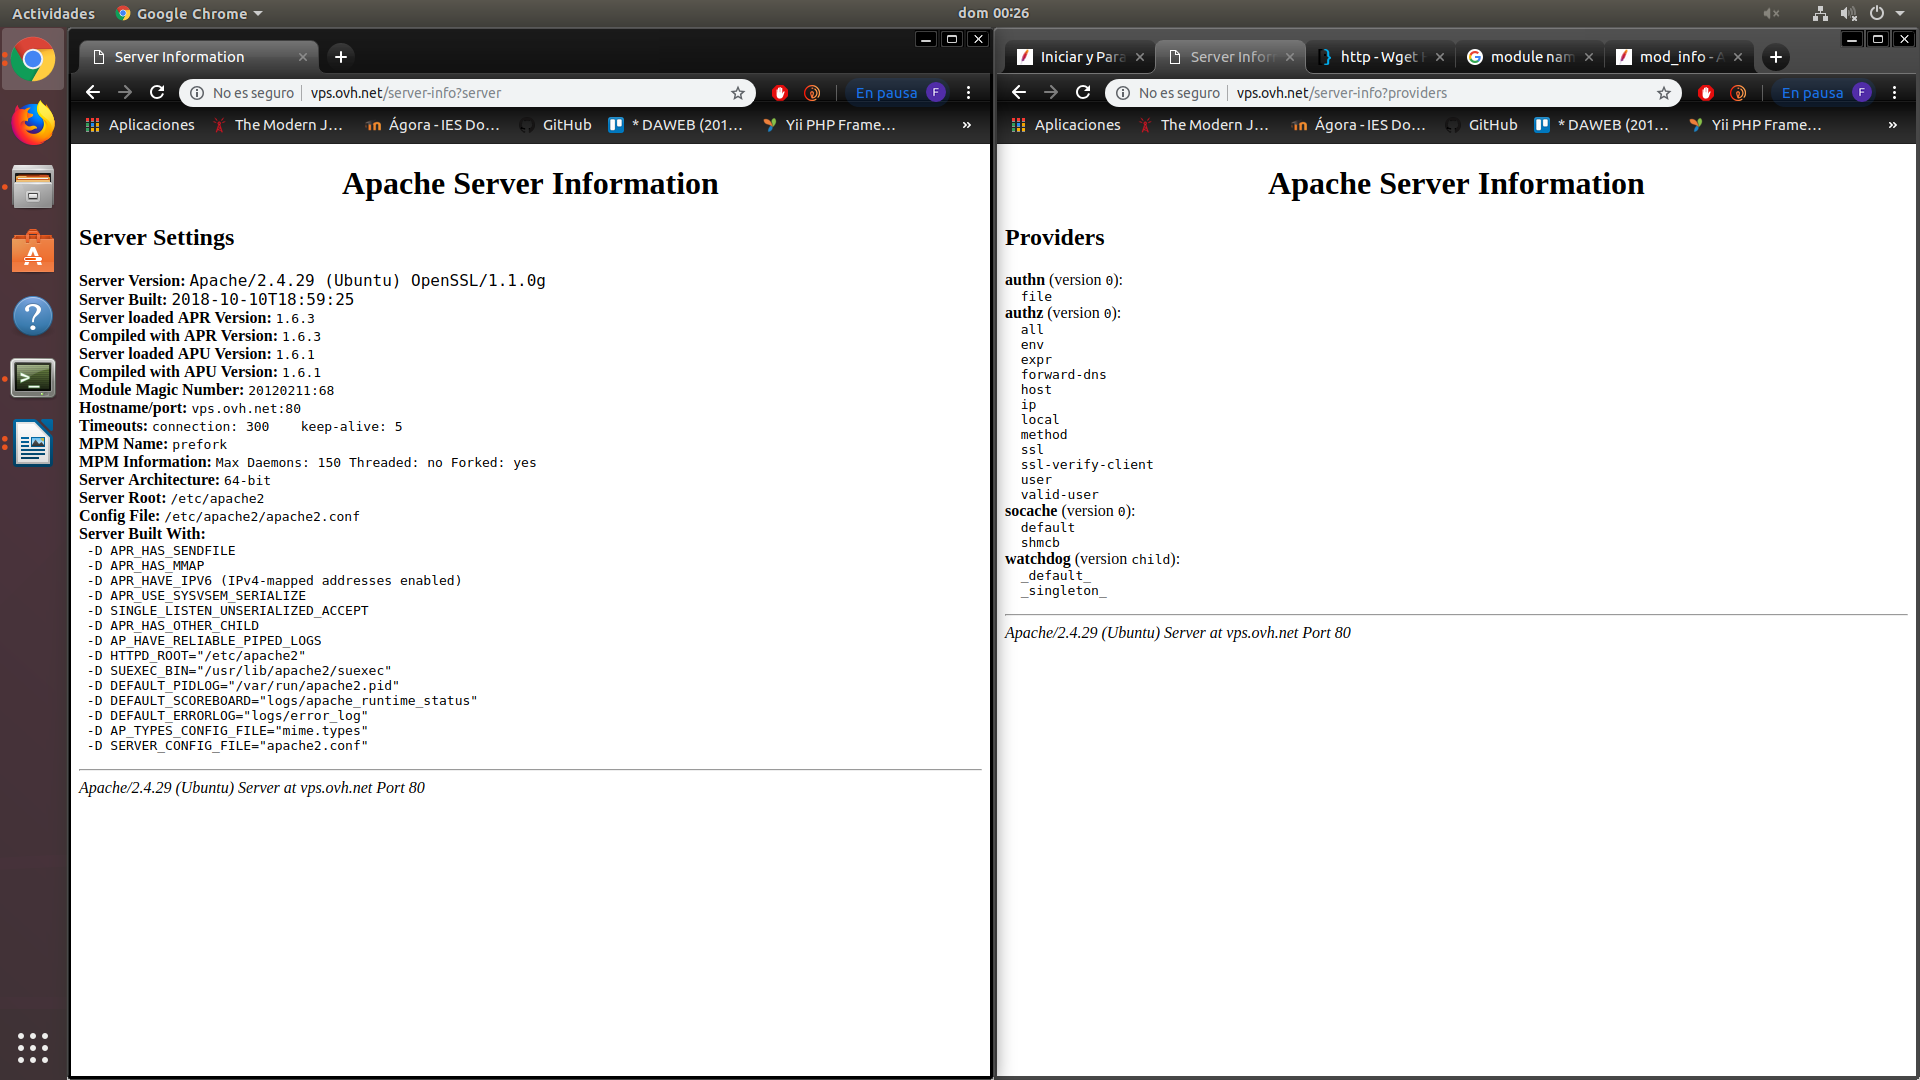 Actividades
Google Chrome
dom 00:26
Server Information
No es seguro
vps.ovh.net/server-info?server
En pausa
F
Aplicaciones
The Modern J…
Ágora - IES Do…
GitHub
* DAWEB (201…
Yii PHP Frame…
»
Apache Server Information
Server Settings
Server Version: Apache/2.4.29 (Ubuntu) OpenSSL/1.1.0g
Server Built: 2018-10-10T18:59:25
Server loaded APR Version: 1.6.3
Compiled with APR Version: 1.6.3
Server loaded APU Version: 1.6.1
Compiled with APU Version: 1.6.1
Module Magic Number: 20120211:68
Hostname/port: vps.ovh.net:80
Timeouts: connection: 300    keep-alive: 5
MPM Name: prefork
MPM Information: Max Daemons: 150 Threaded: no Forked: yes
Server Architecture: 64-bit
Server Root: /etc/apache2
Config File: /etc/apache2/apache2.conf
Server Built With:
-D APR_HAS_SENDFILE
-D APR_HAS_MMAP
-D APR_HAVE_IPV6 (IPv4-mapped addresses enabled)
-D APR_USE_SYSVSEM_SERIALIZE
-D SINGLE_LISTEN_UNSERIALIZED_ACCEPT
-D APR_HAS_OTHER_CHILD
-D AP_HAVE_RELIABLE_PIPED_LOGS
-D HTTPD_ROOT="/etc/apache2"
-D SUEXEC_BIN="/usr/lib/apache2/suexec"
-D DEFAULT_PIDLOG="/var/run/apache2.pid"
-D DEFAULT_SCOREBOARD="logs/apache_runtime_status"
-D DEFAULT_ERRORLOG="logs/error_log"
-D AP_TYPES_CONFIG_FILE="mime.types"
-D SERVER_CONFIG_FILE="apache2.conf"
Apache/2.4.29 (Ubuntu) Server at vps.ovh.net Port 80
Iniciar y Para
Server Infor
http - Wget
module nam
mod_info - A
No es seguro
vps.ovh.net/server-info?providers
En pausa
F
Aplicaciones
The Modern J…
Ágora - IES Do…
GitHub
* DAWEB (201…
Yii PHP Frame…
»
Apache Server Information
Providers
authn (version 0):
file
authz (version 0):
all
env
expr
forward-dns
host
ip
local
method
ssl
ssl-verify-client
user
valid-user
socache (version 0):
default
shmcb
watchdog (version child):
_default_
_singleton_
Apache/2.4.29 (Ubuntu) Server at vps.ovh.net Port 80